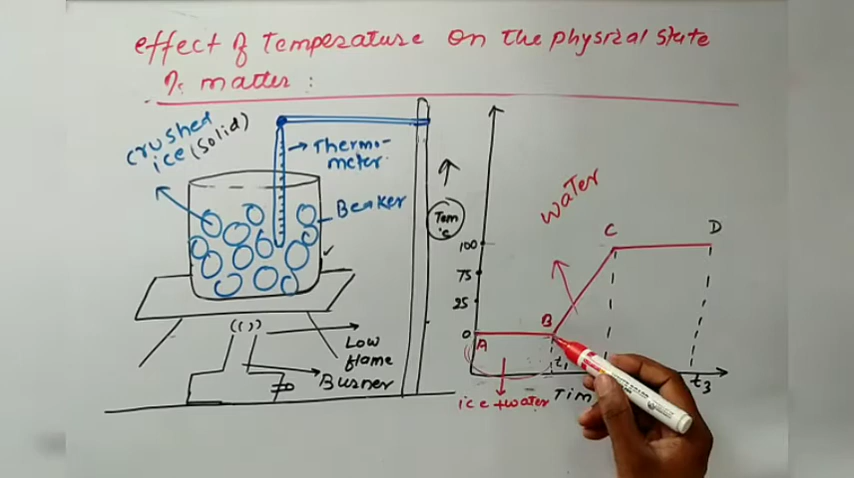 effect of Temperature on the physical state
of matter :
crushed
ice (solid)
Thermo-
meter
Beaker
Low
flame
Burner
Tem
°c
100
75
25
0
A
B
C
D
water
ice+water
t₁
Tim
t₃